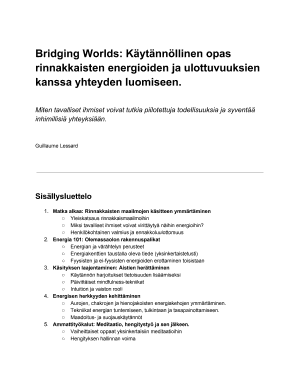 Bridging Worlds: Käytännöllinen opas
rinnakkaisten energioiden ja ulottuvuuksien
kanssa yhteyden luomiseen.
Miten tavalliset ihmiset voivat tutkia piilotettuja todellisuuksia ja syventää
inhimillisiä yhteyksiään.
Guillaume Lessard
Sisällysluettelo
1. Matka alkaa: Rinnakkaisten maailmojen käsitteen ymmärtäminen
○ Yleiskatsaus rinnakkaismaailmoihin
○ Miksi tavalliset ihmiset voivat virittäytyä näihin energioihin?
○ Henkilökohtainen valmius ja ennakkoluulottomuus
2. Energia 101: Olemassaolon rakennuspalikat
○ Energian ja värähtelyn perusteet
○ Energiakenttien taustalla oleva tiede (yksinkertaistetusti)
○ Fyysisten ja ei-fyysisten energioiden erottaminen toisistaan
3. Käsityksen laajentaminen: Aistien herättäminen
○ Käytännön harjoitukset tietoisuuden lisäämiseksi
○ Päivittäiset mindfulness-tekniikat
○ Intuition ja vaiston rooli
4. Energisen herkkyyden kehittäminen
○ Aurojen, chakrojen ja hienojakoisten energiakehojen ymmärtäminen.
○ Tekniikat energian tuntemiseen, tulkintaan ja tasapainottamiseen.
○ Maadoitus- ja suojauskäytännöt
5. Ammattityökalut: Meditaatio, hengitystyö ja sen jälkeen.
○ Vaiheittaiset oppaat yksinkertaisiin meditaatioihin
○ Hengityksen hallinnan voima